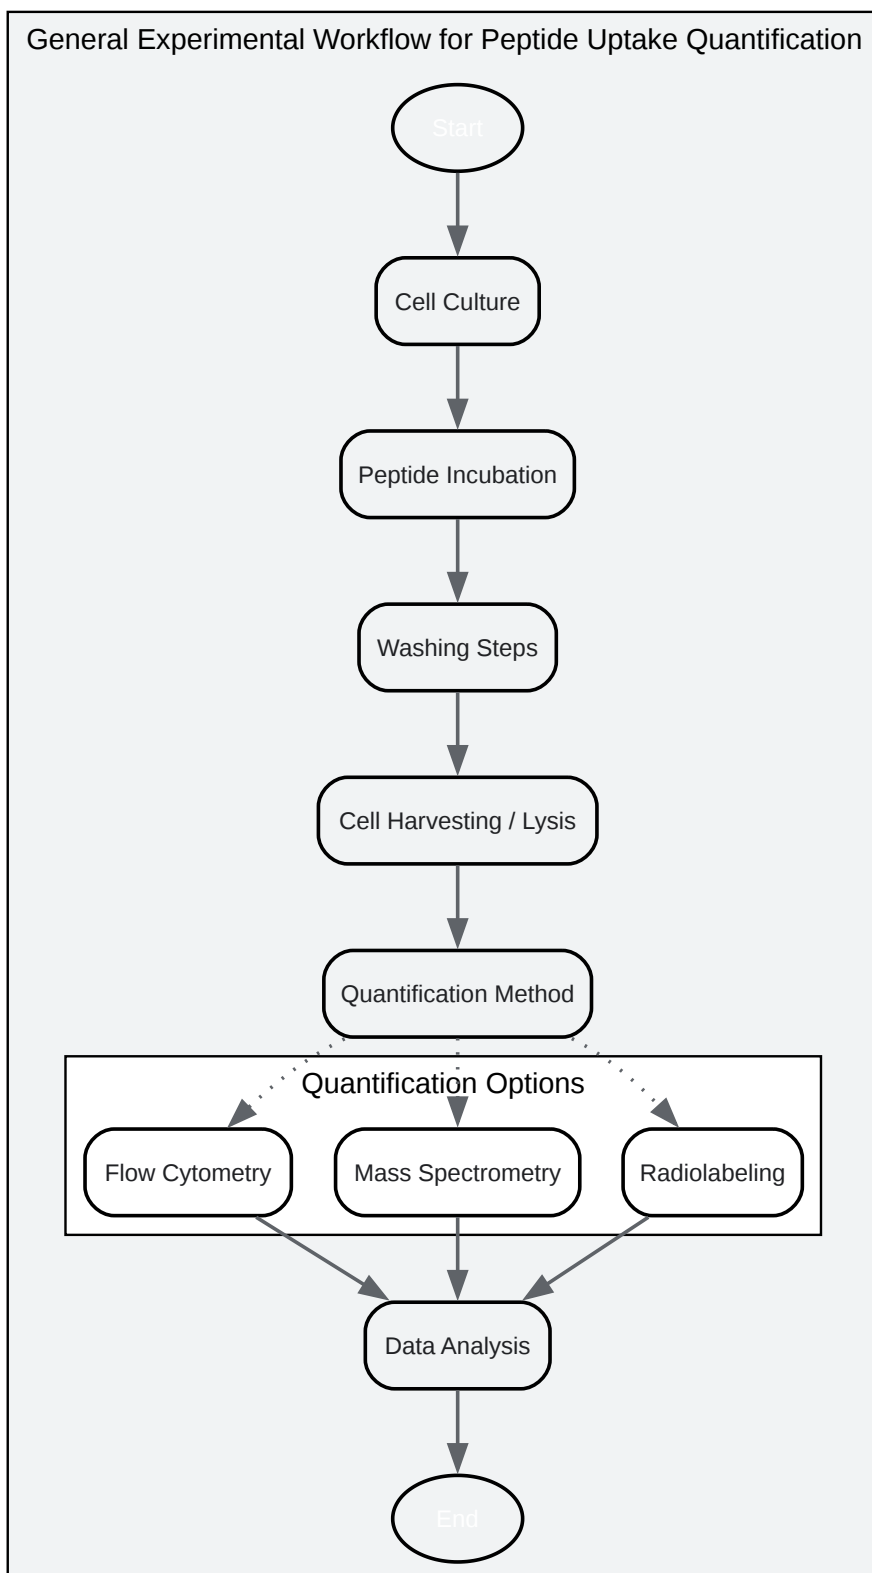 General Experimental Workflow for Peptide Uptake Quantification
Start
Cell Culture
Peptide Incubation
Washing Steps
Cell Harvesting / Lysis
Quantification Method
Quantification Options
Flow Cytometry
Mass Spectrometry
Radiolabeling
Data Analysis
End